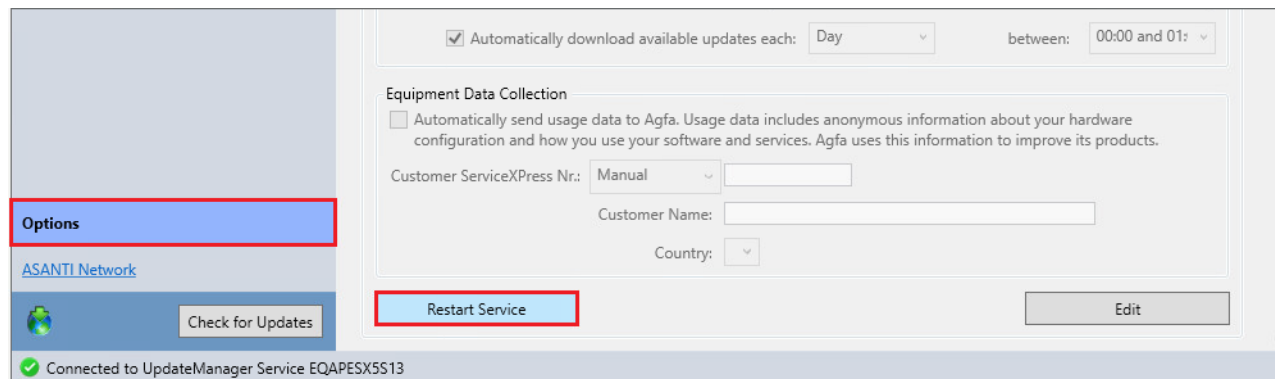 Automatically download available updates each: Day between: 00:00 and 01:
Equipment Data Collection
Automatically send usage data to Agfa. Usage data includes anonymous information about your hardware
configuration and how you use your software and services. Agfa uses this information to improve its products.
Customer ServiceXPress Nr.: Manual
Customer Name:
Country:
Options
ASANTI Network
Check for Updates
Restart Service
Edit
Connected to UpdateManager Service EQAPESX5S13